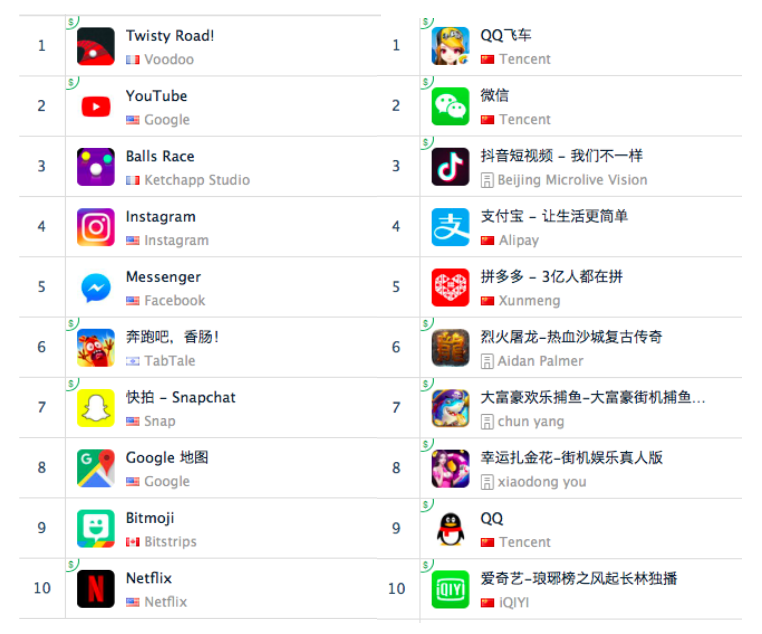 1
Twisty Road!
Voodoo
2
YouTube
Google
3
Balls Race
Ketchapp Studio
4
Instagram
Instagram
5
Messenger
Facebook
6
奔跑吧，香肠！
TabTale
7
快拍 - Snapchat
Snap
8
Google 地图
Google
9
Bitmoji
Bitstrips
10
Netflix
Netflix
1
QQ飞车
Tencent
2
微信
Tencent
3
抖音短视频 - 我们不一样
Beijing Microlive Vision
4
支付宝 - 让生活更简单
Alipay
5
拼多多 - 3亿人都在拼
Xunmeng
6
烈火屠龙-热血沙城复古传奇
Aidan Palmer
7
大富豪欢乐捕鱼-大富豪街机捕鱼...
chun yang
8
幸运扎金花-街机娱乐真人版
xiaodong you
9
QQ
Tencent
10
爱奇艺-琅琊榜之风起长林独播
iQIYI